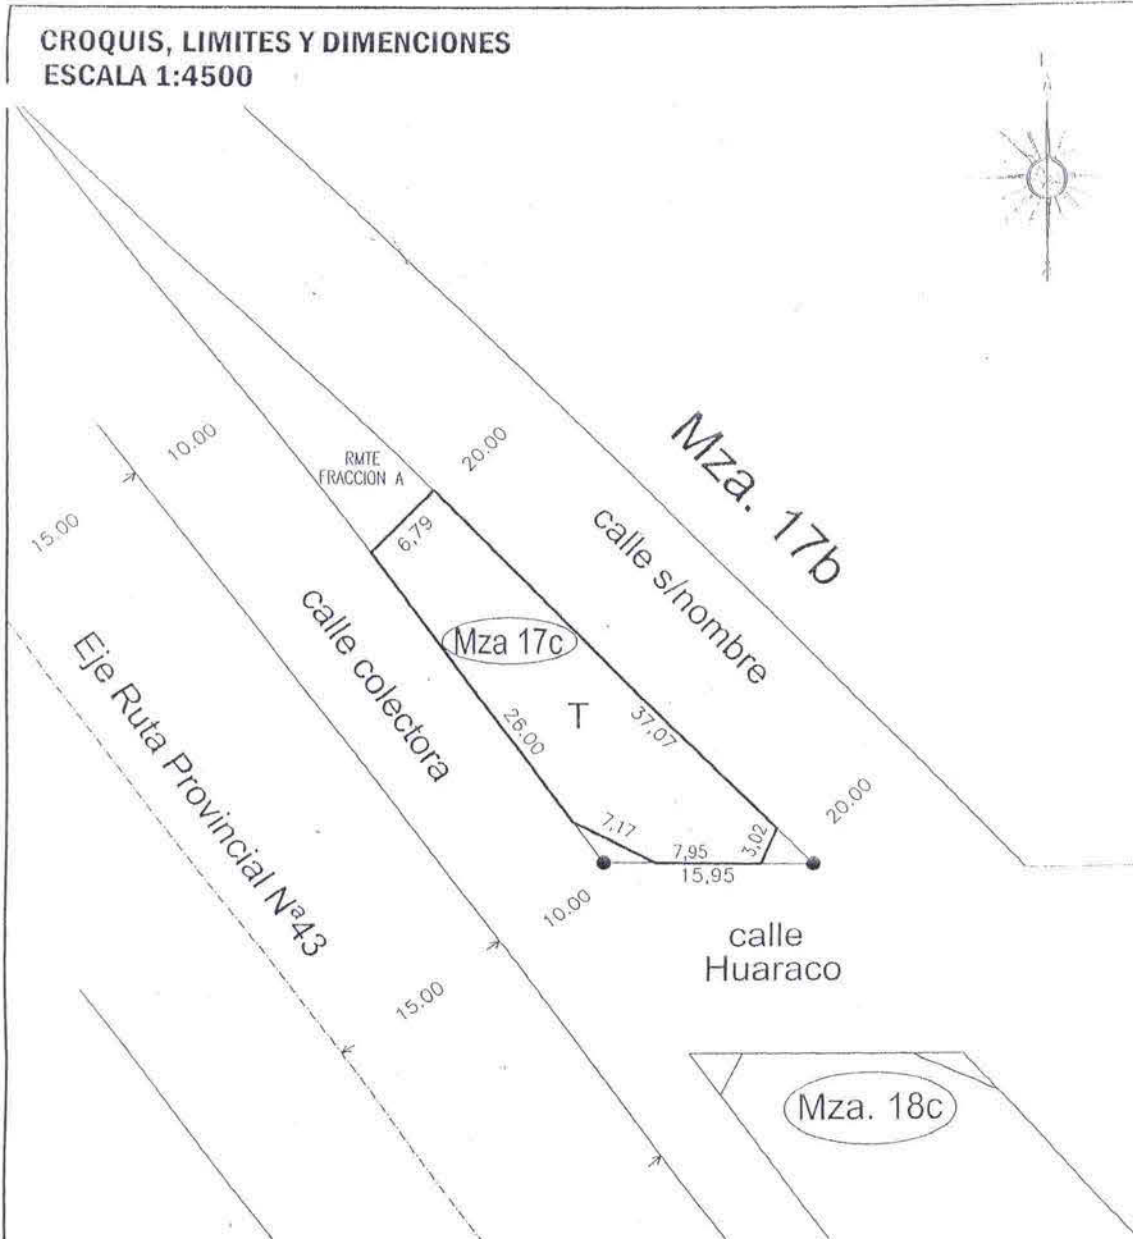 CROQUIS, LIMITES Y DIMENCIONES
ESCALA 1:4500
10.00
20.00
RMTE
FRACCION A
Mza. 17b
15.00
6,79
calle s/nombre
calle colectora
Mza 17c
Eje Ruta Provincial Nª43
T
26.00
37,07
20.00
7,17
3,02
7,95
15,95
10.00
calle
Huaraco
15.00
Mza. 18c